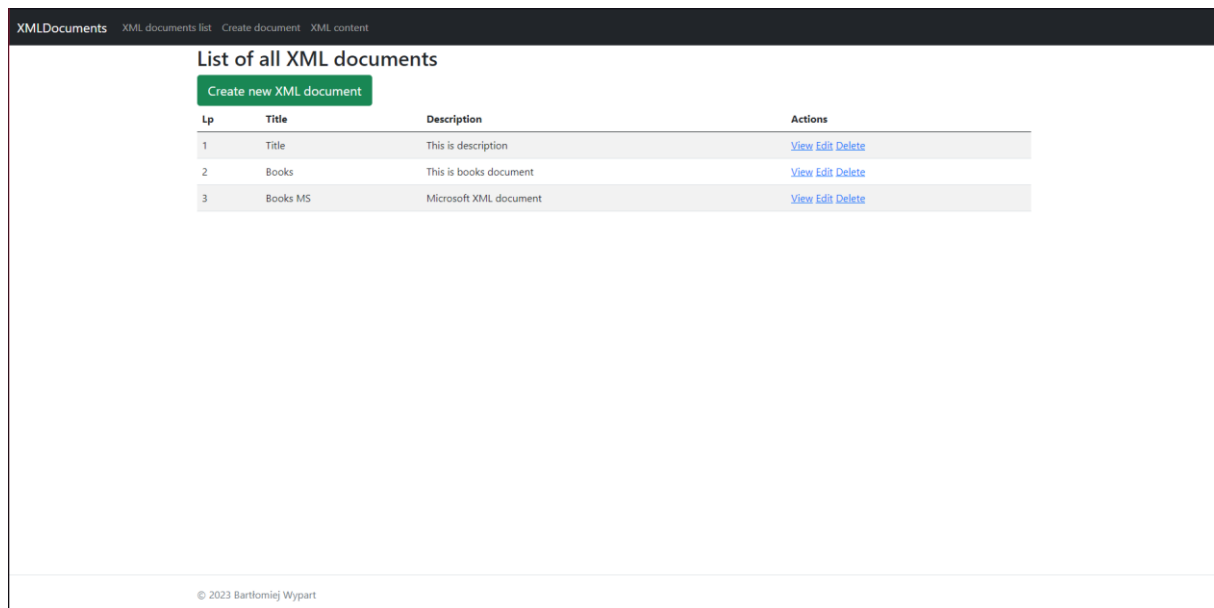 XMLDocuments XML documents list Create document XML content
List of all XML documents
Create new XML document
Lp Title Description Actions
1 Title This is description View Edit Delete
2 Books This is books document View Edit Delete
3 Books MS Microsoft XML document View Edit Delete
© 2023 Bartłomiej Wypart